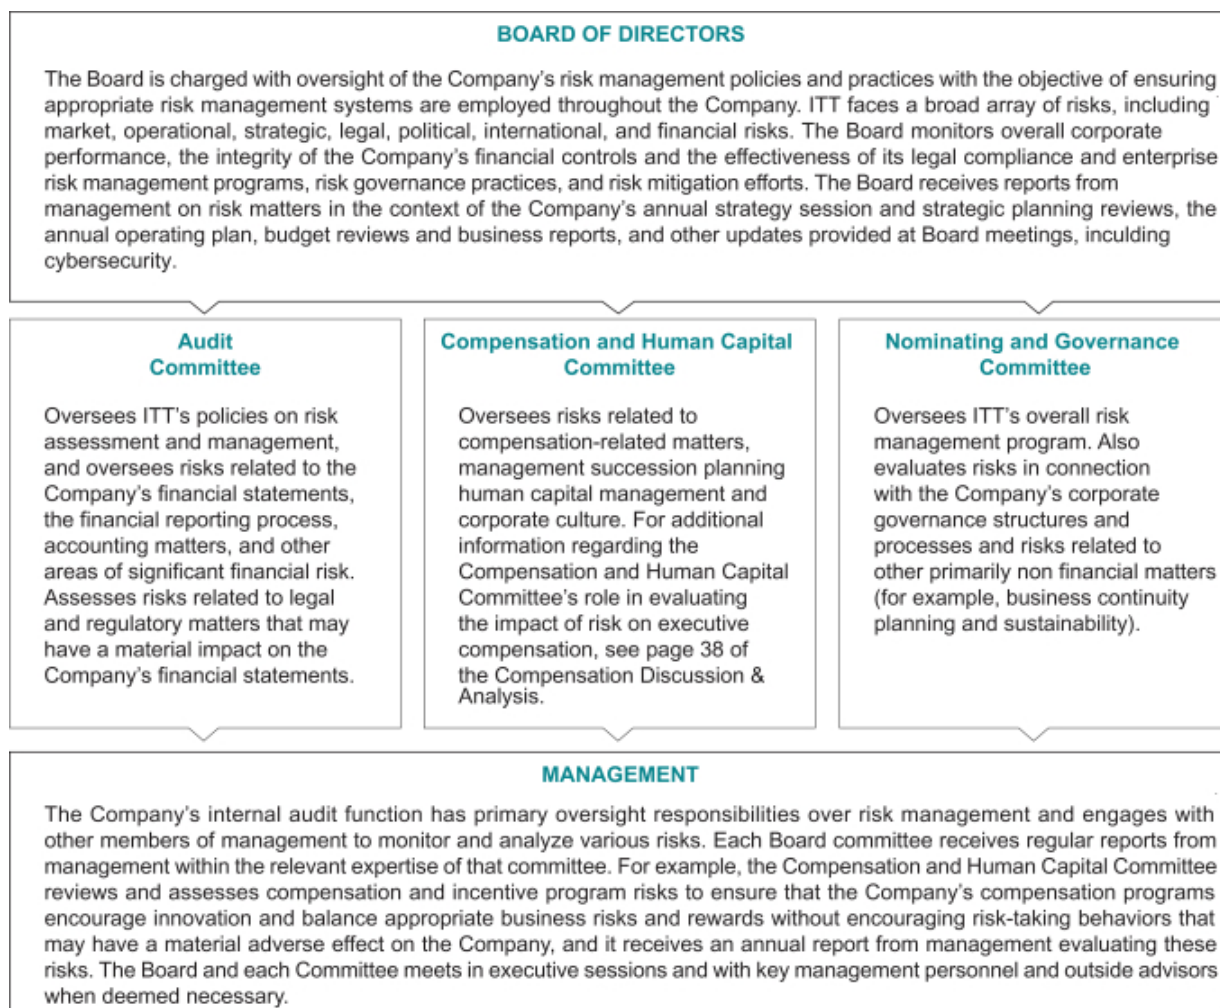 BOARD OF DIRECTORS
The Board is charged with oversight of the Company's risk management policies and practices with the objective of ensuring
appropriate risk management systems are employed throughout the Company. ITT faces a broad array of risks, including
market, operational, strategic, legal, political, international, and financial risks. The Board monitors overall corporate
performance, the integrity of the Company's financial controls and the effectiveness of its legal compliance and enterprise
risk management programs, risk governance practices, and risk mitigation efforts. The Board receives reports from
management on risk matters in the context of the Company's annual strategy session and strategic planning reviews, the
annual operating plan, budget reviews and business reports, and other updates provided at Board meetings, inculding
cybersecurity.
Audit
Committee
Oversees ITT's policies on risk
assessment and management,
and oversees risks related to the
Company's financial statements,
the financial reporting process,
accounting matters, and other
areas of significant financial risk.
Assesses risks related to legal
and regulatory matters that may
have a material impact on the
Company's financial statements.
Compensation and Human Capital
Committee
Oversees risks related to
compensation-related matters,
management succession planning
human capital management and
corporate culture. For additional
information regarding the
Compensation and Human Capital
Committee's role in evaluating
the impact of risk on executive
compensation, see page 38 of
the Compensation Discussion &
Analysis.
Nominating and Governance
Committee
Oversees ITT's overall risk
management program. Also
evaluates risks in connection
with the Company's corporate
governance structures and
processes and risks related to
other primarily non financial matters
(for example, business continuity
planning and sustainability).
MANAGEMENT
The Company's internal audit function has primary oversight responsibilities over risk management and engages with
other members of management to monitor and analyze various risks. Each Board committee receives regular reports from
management within the relevant expertise of that committee. For example, the Compensation and Human Capital Committee
reviews and assesses compensation and incentive program risks to ensure that the Company's compensation programs
encourage innovation and balance appropriate business risks and rewards without encouraging risk-taking behaviors that
may have a material adverse effect on the Company, and it receives an annual report from management evaluating these
risks. The Board and each Committee meets in executive sessions and with key management personnel and outside advisors
when deemed necessary.